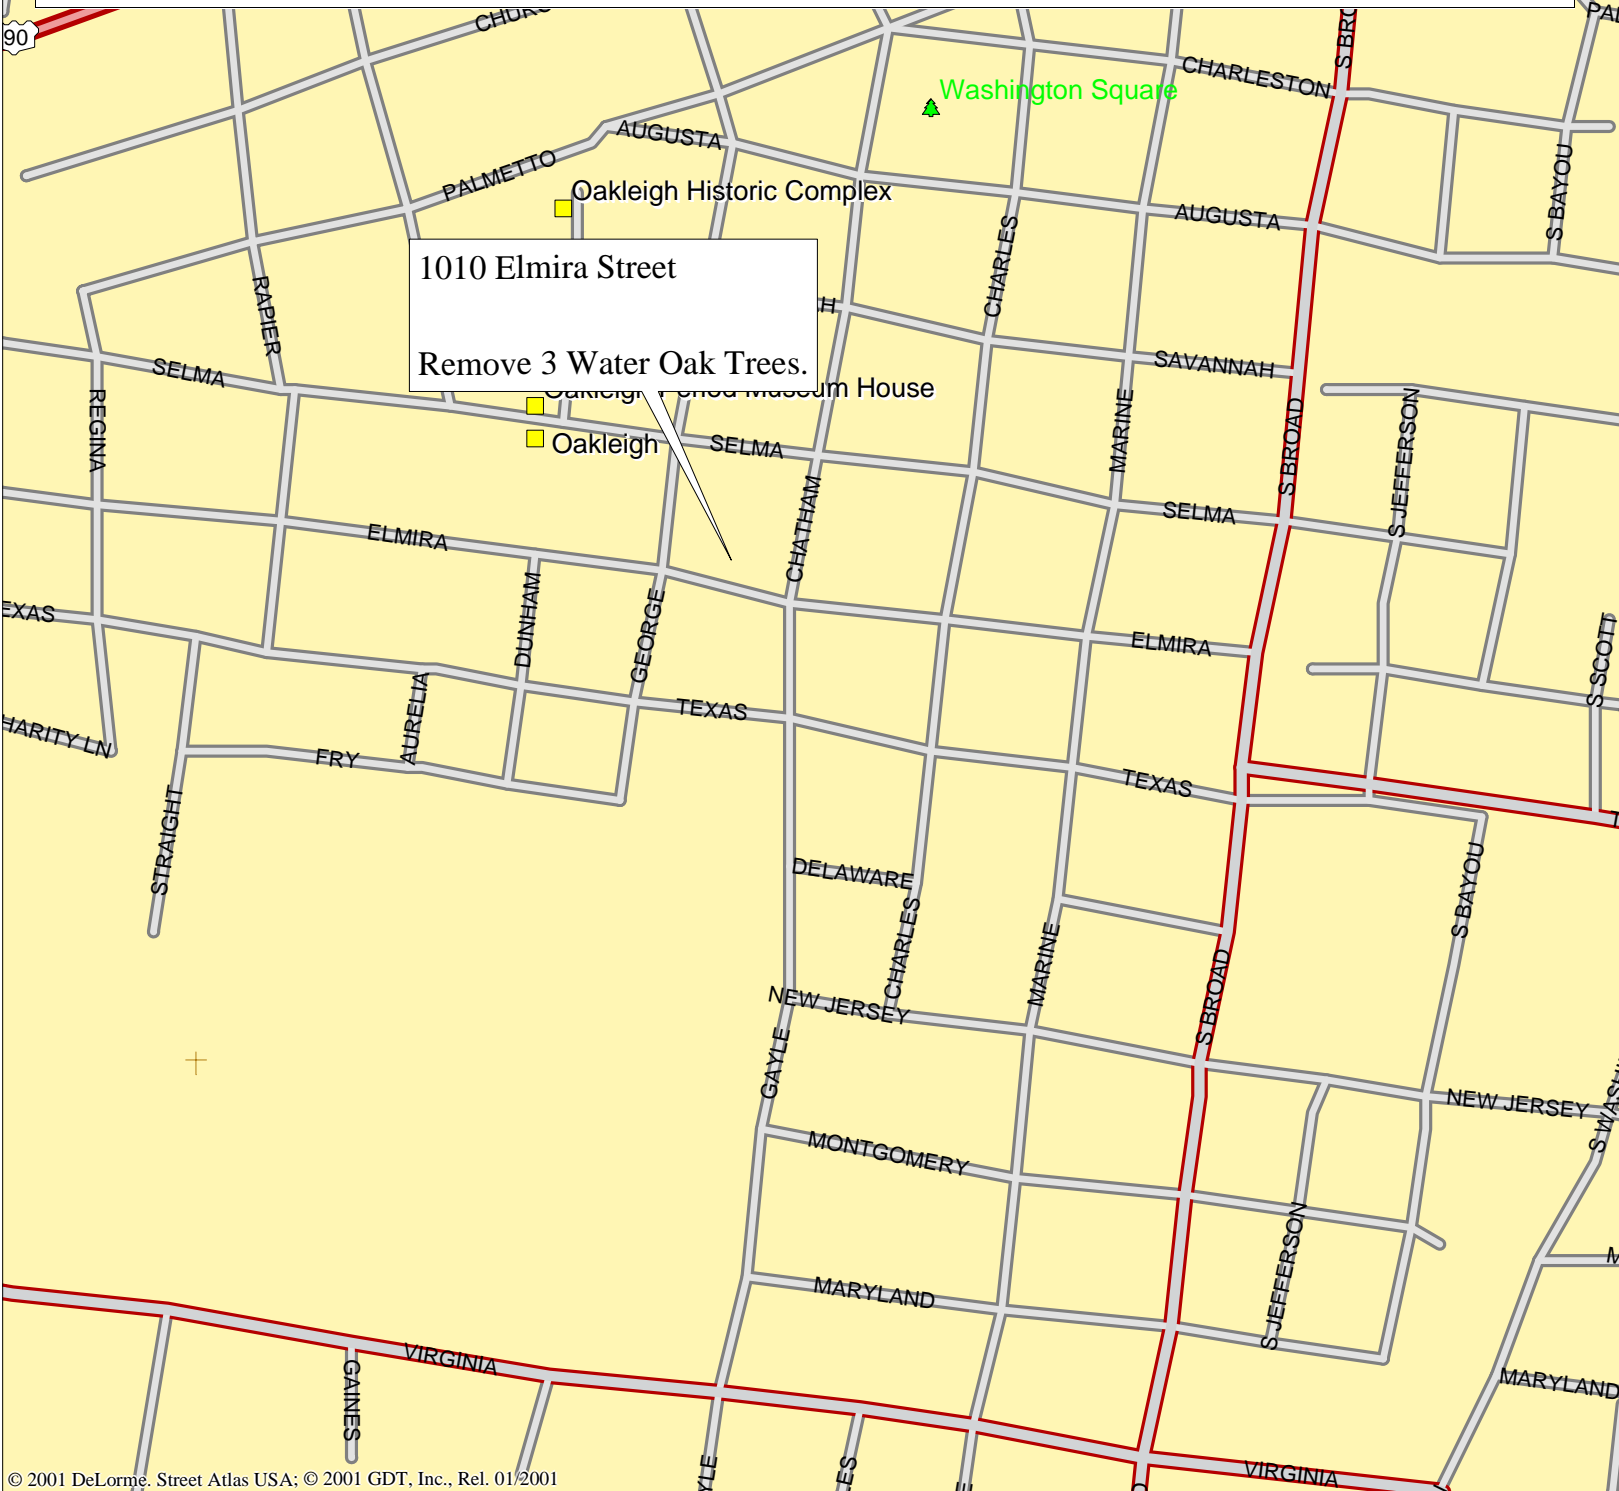 90
CHARLESTON
S BAYOU
Washington Square
AUGUSTA
PALMETTO
Oakleigh Historic Complex
AUGUSTA
1010 Elmira Street
Remove 3 Water Oak Trees.
RAPIER
CHARLES
SELMA
SAVANNAH
REGINA
Museum House
Oakleigh
SELMA
MARINE
S BROAD
S JEFFERSON
SELMA
ELMIRA
CHATHAM
DUNHAM
GEORGE
ELMIRA
S SCOTT
TEXAS
AURELIA
FRY
TEXAS
STRAIGHT
DELAWARE
CHARLES
S BAYOU
MARINE
S BROAD
NEW JERSEY
GAYLE
NEW JERSEY
MONTGOMERY
S JEFFERSON
MARYLAND
VIRGINIA
GAINES
MARYLAND
VIRGINIA
© 2001 DeLorme. Street Atlas USA; © 2001 GDT, Inc., Rel. 01/2001